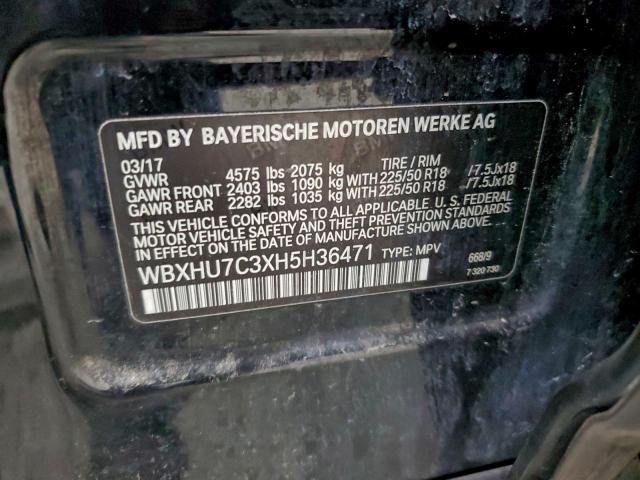 MFD BY BAYERISCHE MOTOREN WERKE AG
03/17 TIRE / RIM
GVWR 4575 lbs 2075 kg
GAWR FRONT 2403 lbs 1090 kg WITH 225/50 R18 /7.5Jx18
GAWR REAR 2282 lbs 1035 kg WITH 225/50 R18 /7.5Jx18
THIS VEHICLE CONFORMS TO ALL APPLICABLE U.S. FEDERAL
MOTOR VEHICLE SAFETY AND THEFT PREVENTION STANDARDS
IN EFFECT ON THE DATE OF MANUFACTURE SHOWN ABOVE.
WBXHU7C3XH5H36471 TYPE: MPV 668/9
7 320 730